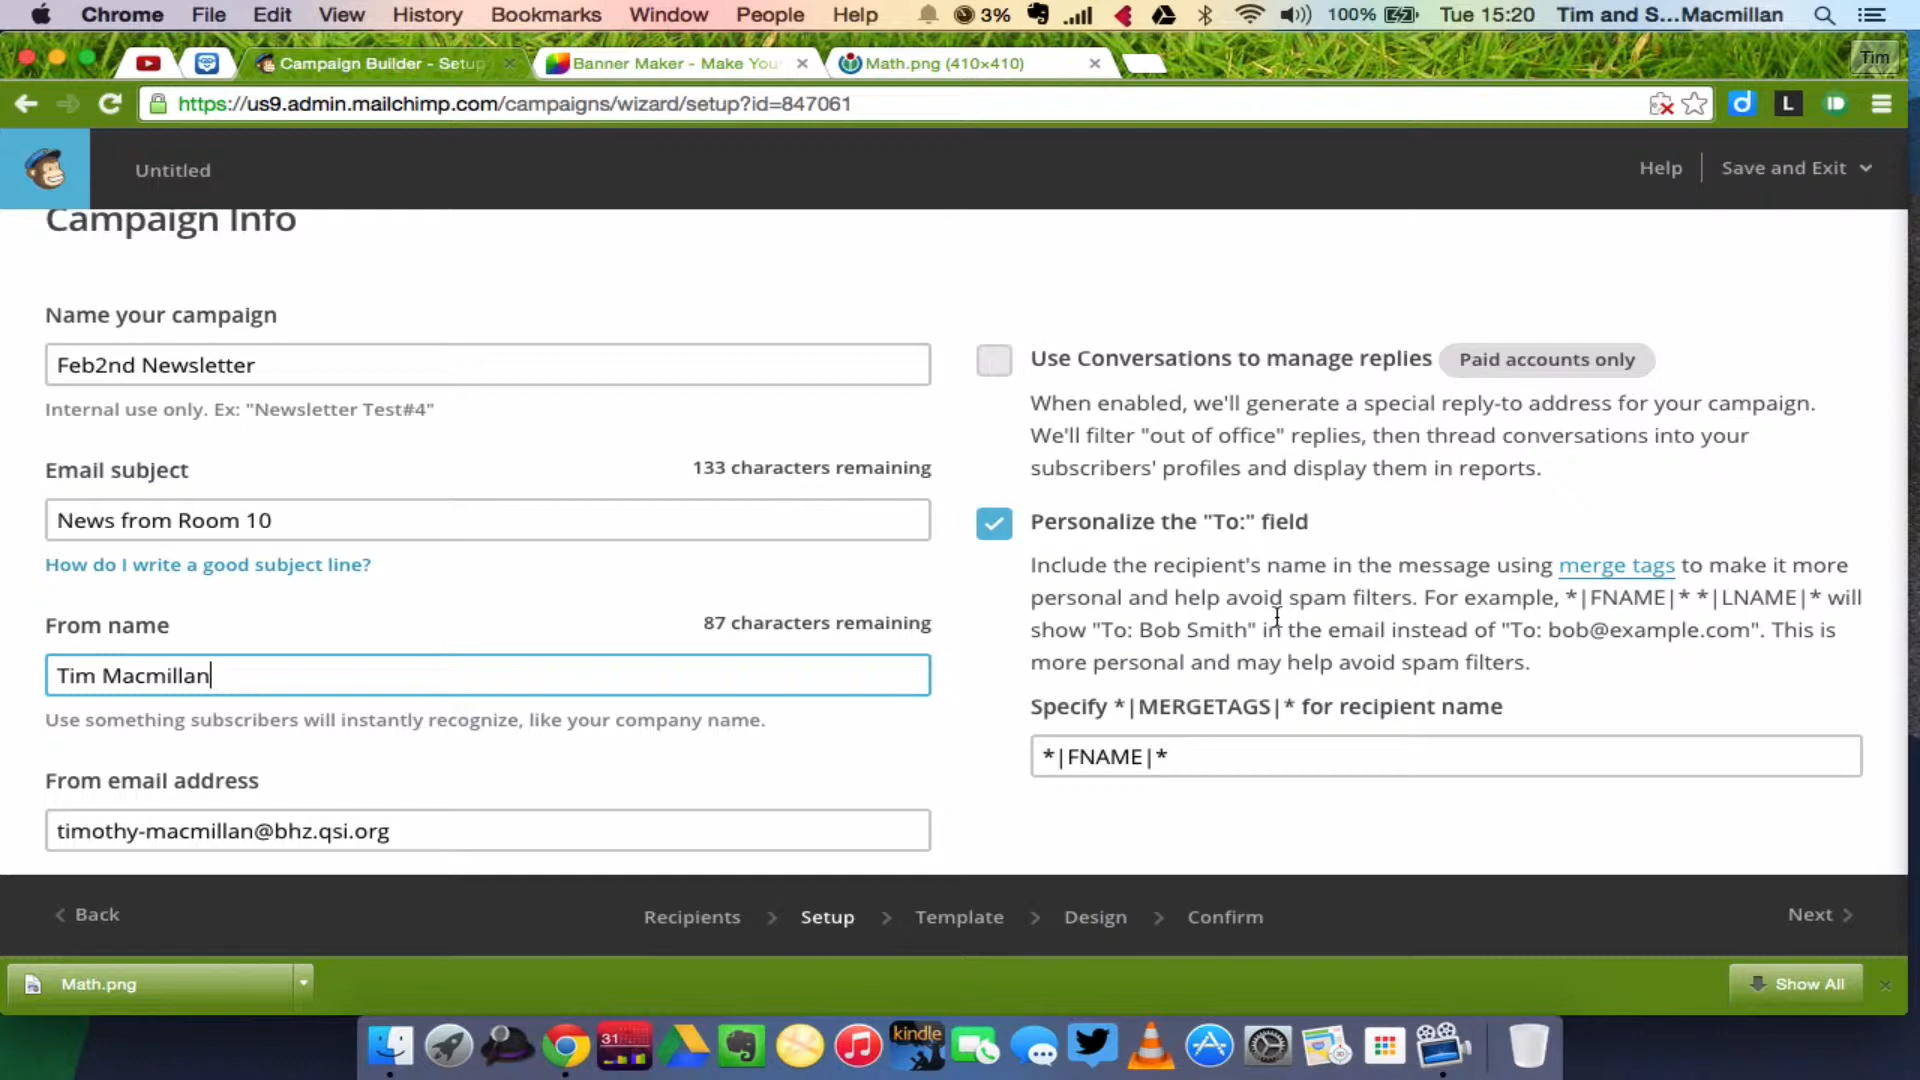 Chrome File Edit View History Bookmarks Window People Help 3% 100% Tue 15:20 Tim and S...Macmillan
Campaign Builder - Setup
Banner Maker - Make You
Math.png (410×410)
Tim
https://us9.admin.mailchimp.com/campaigns/wizard/setup?id=847061
d L
Untitled
Help Save and Exit
Campaign Info
Name your campaign
Feb2nd Newsletter
Internal use only. Ex: "Newsletter Test#4"
Email subject 133 characters remaining
News from Room 10
How do I write a good subject line?
From name 87 characters remaining
Tim Macmillan
Use something subscribers will instantly recognize, like your company name.
From email address
timothy-macmillan@bhz.qsi.org
Use Conversations to manage replies Paid accounts only
When enabled, we'll generate a special reply-to address for your campaign.
We'll filter "out of office" replies, then thread conversations into your
subscribers' profiles and display them in reports.
Personalize the "To:" field
Include the recipient's name in the message using merge tags to make it more
personal and help avoid spam filters. For example, *|FNAME|* *|LNAME|* will
show "To: Bob Smith" in the email instead of "To: bob@example.com". This is
more personal and may help avoid spam filters.
Specify *|MERGETAGS|* for recipient name
*|FNAME|*
Back Recipients > Setup > Template > Design > Confirm Next
Math.png Show All
31
kindle